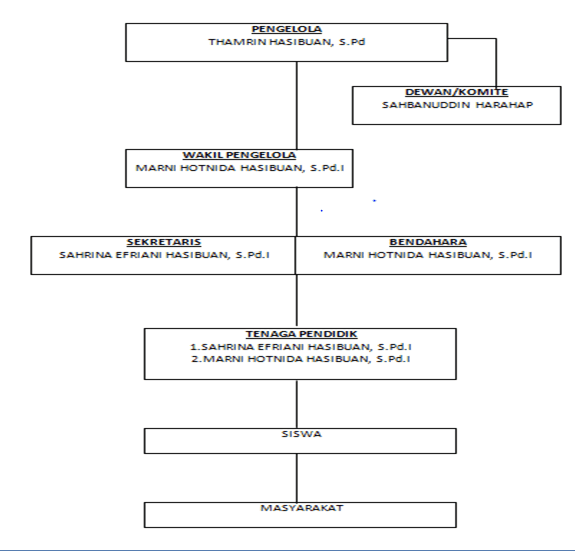 PENGELOLA
THAMRIN HASIBUAN, S.Pd
DEWAN/KOMITE
SAHBANUDDIN HARAHAP
WAKIL PENGELOLA
MARNI HOTNIDA HASIBUAN, S.Pd.I
SEKRETARIS
SAHRINA EFRIANI HASIBUAN, S.Pd.I
BENDAHARA
MARNI HOTNIDA HASIBUAN, S.Pd.I
TENAGA PENDIDIK
1.SAHRINA EFRIANI HASIBUAN, S.Pd.I
2.MARNI HOTNIDA HASIBUAN, S.Pd.I
SISWA
MASYARAKAT